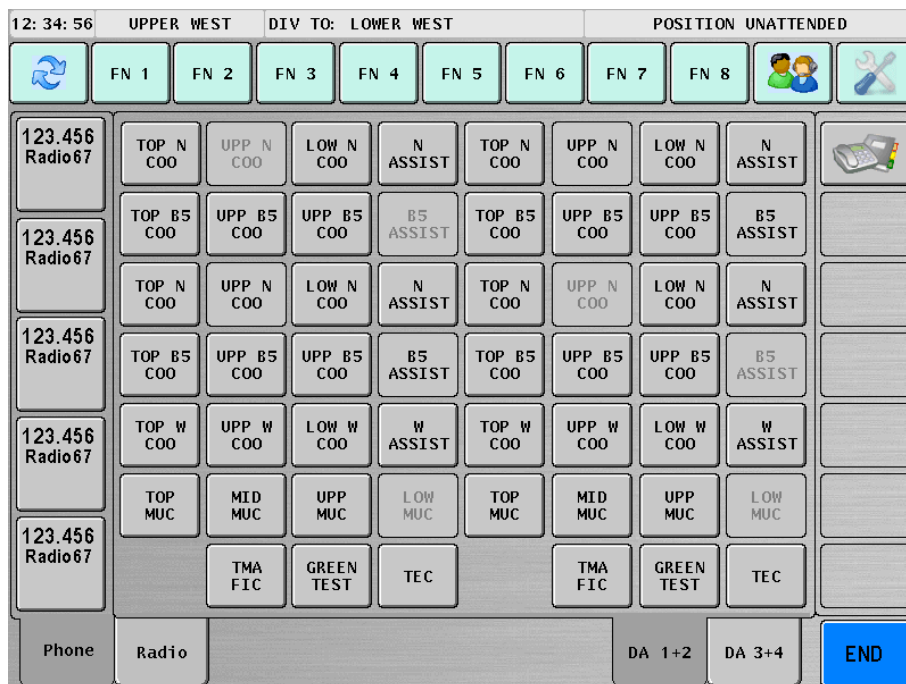 12: 34: 56 UPPER WEST DIV TO: LOWER WEST POSITION UNATTENDED
FN 1 FN 2 FN 3 FN 4 FN 5 FN 6 FN 7 FN 8
123.456
Radio67
123.456
Radio67
123.456
Radio67
123.456
Radio67
123.456
Radio67
TOP N UPP N LOW N N TOP N UPP N LOW N N
COO COO COO ASSIST COO COO COO ASSIST
TOP B5 UPP B5 UPP B5 B5 TOP B5 UPP B5 UPP B5 B5
COO COO COO ASSIST COO COO COO ASSIST
TOP N UPP N LOW N N TOP N UPP N LOW N N
COO COO COO ASSIST COO COO COO ASSIST
TOP B5 UPP B5 UPP B5 B5 TOP B5 UPP B5 UPP B5 B5
COO COO COO ASSIST COO COO COO ASSIST
TOP W UPP W LOW W W TOP W UPP W LOW W W
COO COO COO ASSIST COO COO COO ASSIST
TOP MID UPP LOW TOP MID UPP LOW
MUC MUC MUC MUC MUC MUC MUC MUC
TMA GREEN TEC TMA GREEN TEC
FIC TEST FIC TEST
Phone Radio DA 1+2 DA 3+4 END